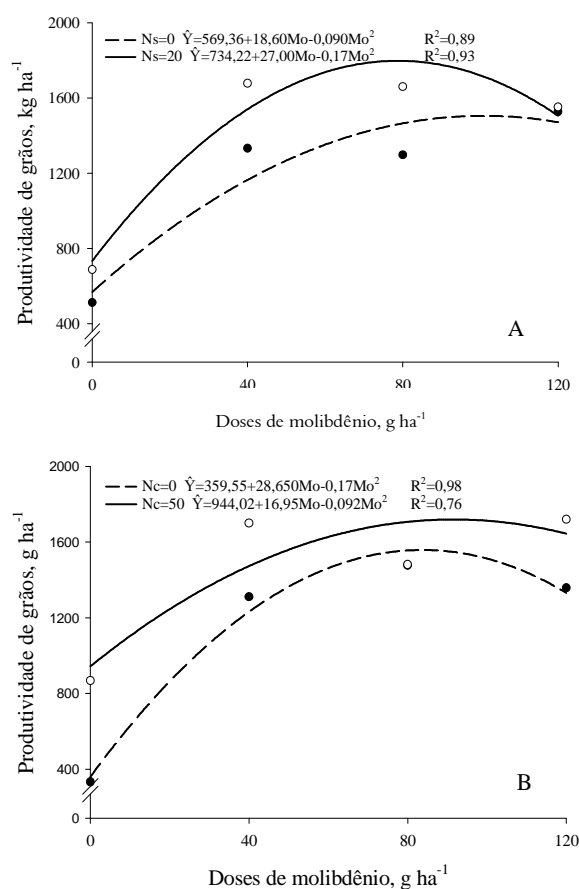 2000
Ns=0 Ŷ=569,36+18,60Mo-0,090Mo² R²=0,89
Ns=20 Ŷ=734,22+27,00Mo-0,17Mo² R²=0,93
1600
1200
800
400
0
Produtividade de grãos, kg ha⁻¹
A
0 40 80 120
Doses de molibdênio, g ha⁻¹
2000
Nc=0 Ŷ=359,55+28,650Mo-0,17Mo² R²=0,98
Nc=50 Ŷ=944,02+16,95Mo-0,092Mo² R²=0,76
1600
1200
800
400
0
Produtividade de grãos, g ha⁻¹
B
0 40 80 120
Doses de molibdênio, g ha⁻¹